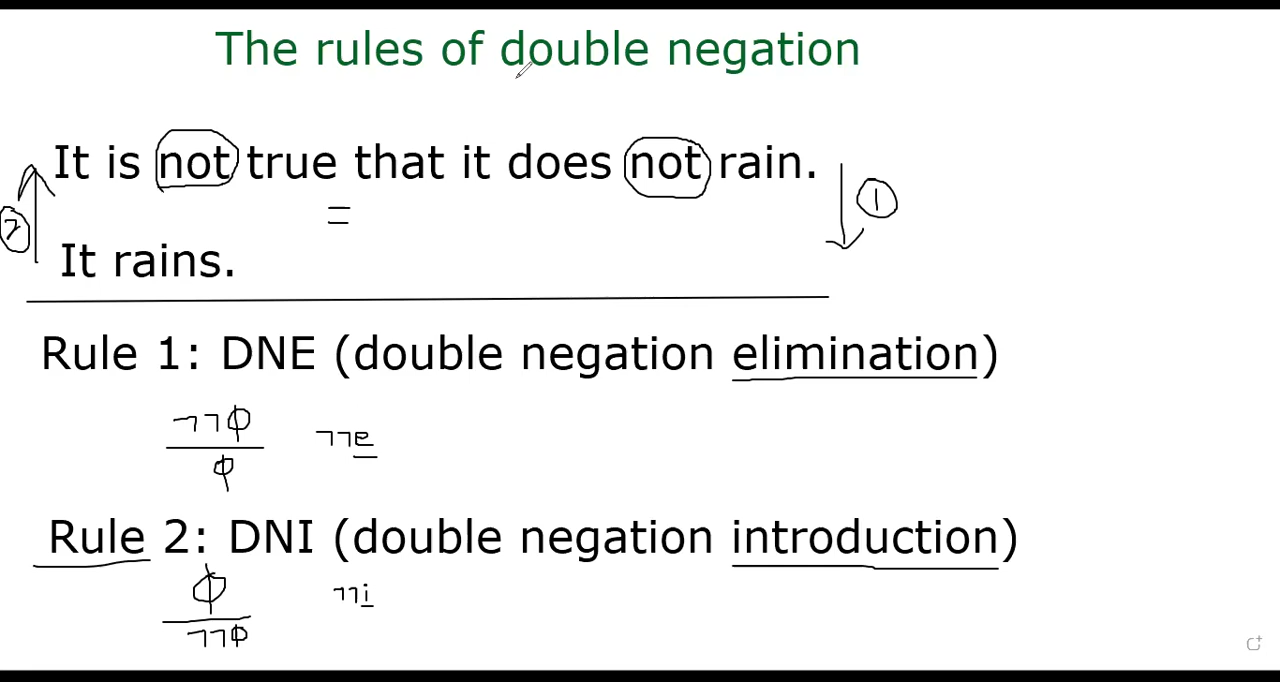 The rules of double negation
It is not true that it does not rain.
①
=
②
It rains.
Rule 1: DNE (double negation elimination)
¬¬φ
¬¬e
φ
Rule 2: DNI (double negation introduction)
φ
¬¬i
¬¬φ